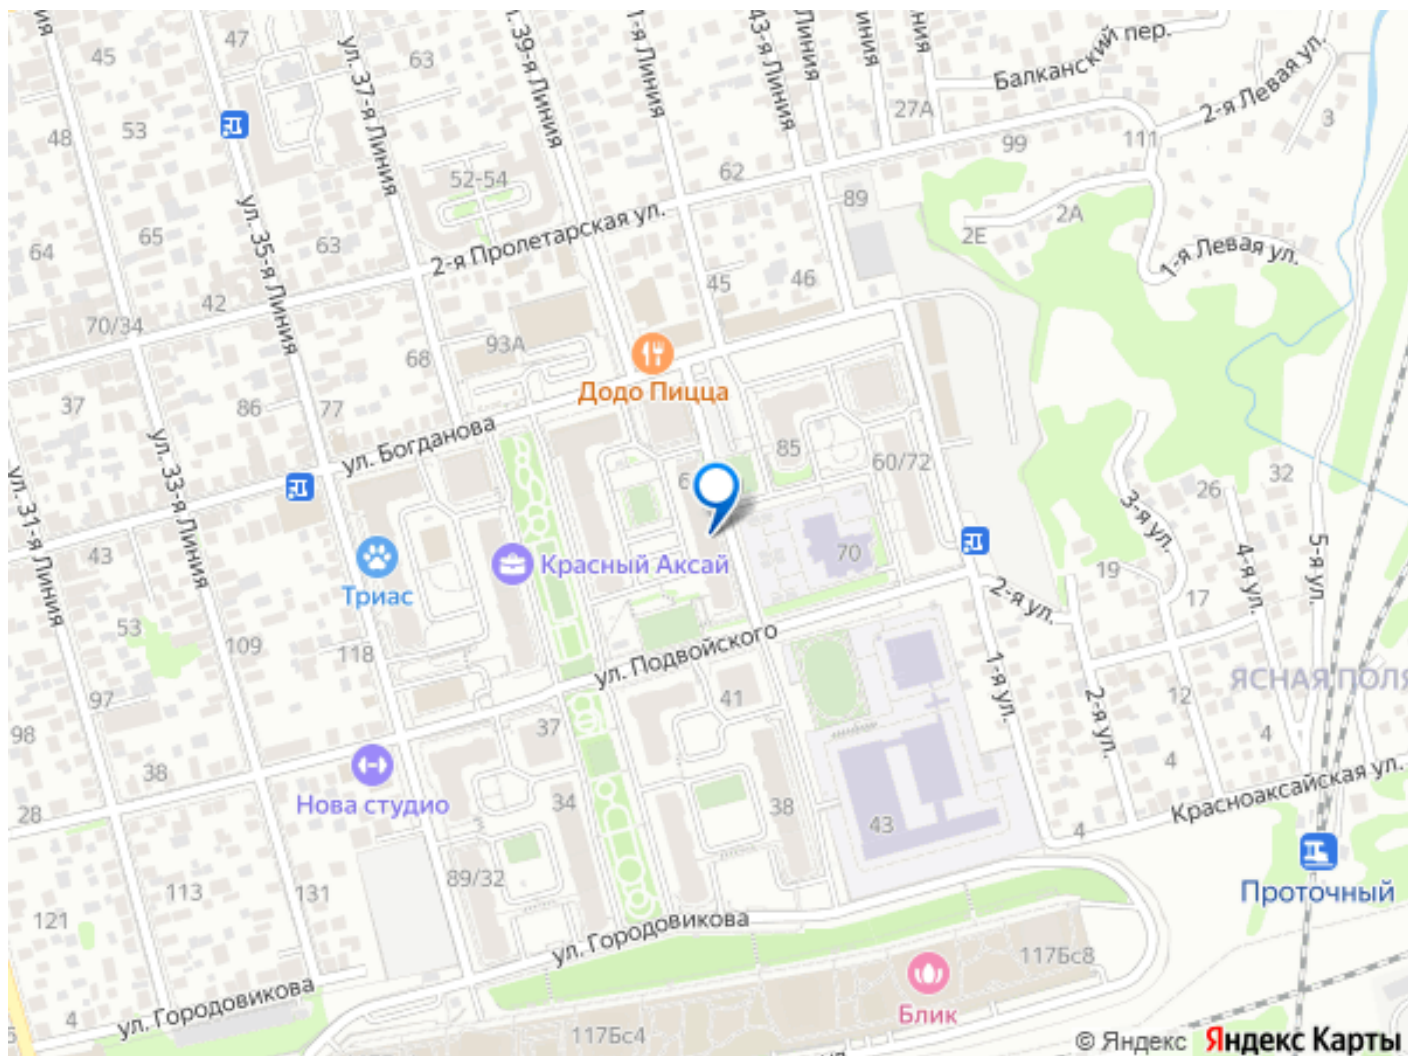 47
45
63
ул. 37-я Линия
ул. 39-я Линия
1-я Линия
43-я Линия
Линия
Балканский пер.
2-я Левая ул.
27А
3
99
111
48
53
52-54
62
89
2А
2Е
1-я Левая ул.
64
65
63
ул. 35-я Линия
2-я Пролетарская ул.
45
46
42
70/34
68
93А
Додо Пицца
37
86
77
ул. Богданова
85
60/72
32
26
3-я ул.
ул. 33-я Линия
ул. 31-я Линия
43
Красный Аксай
70
Триас
4-я ул.
5-я ул.
19
17
2-я ул.
53
109
118
ул. Подвойского
1-я ул.
2-я ул.
12
ЯСНАЯ ПОЛЯ
97
98
41
37
38
28
Нова студио
34
38
43
4
4
4
Красноаксайская ул.
Проточный
89/32
113
131
121
ул. Городовикова
117Бс8
Блик
ул. Городовикова
4
117Бс4
© Яндекс Яндекс Карты